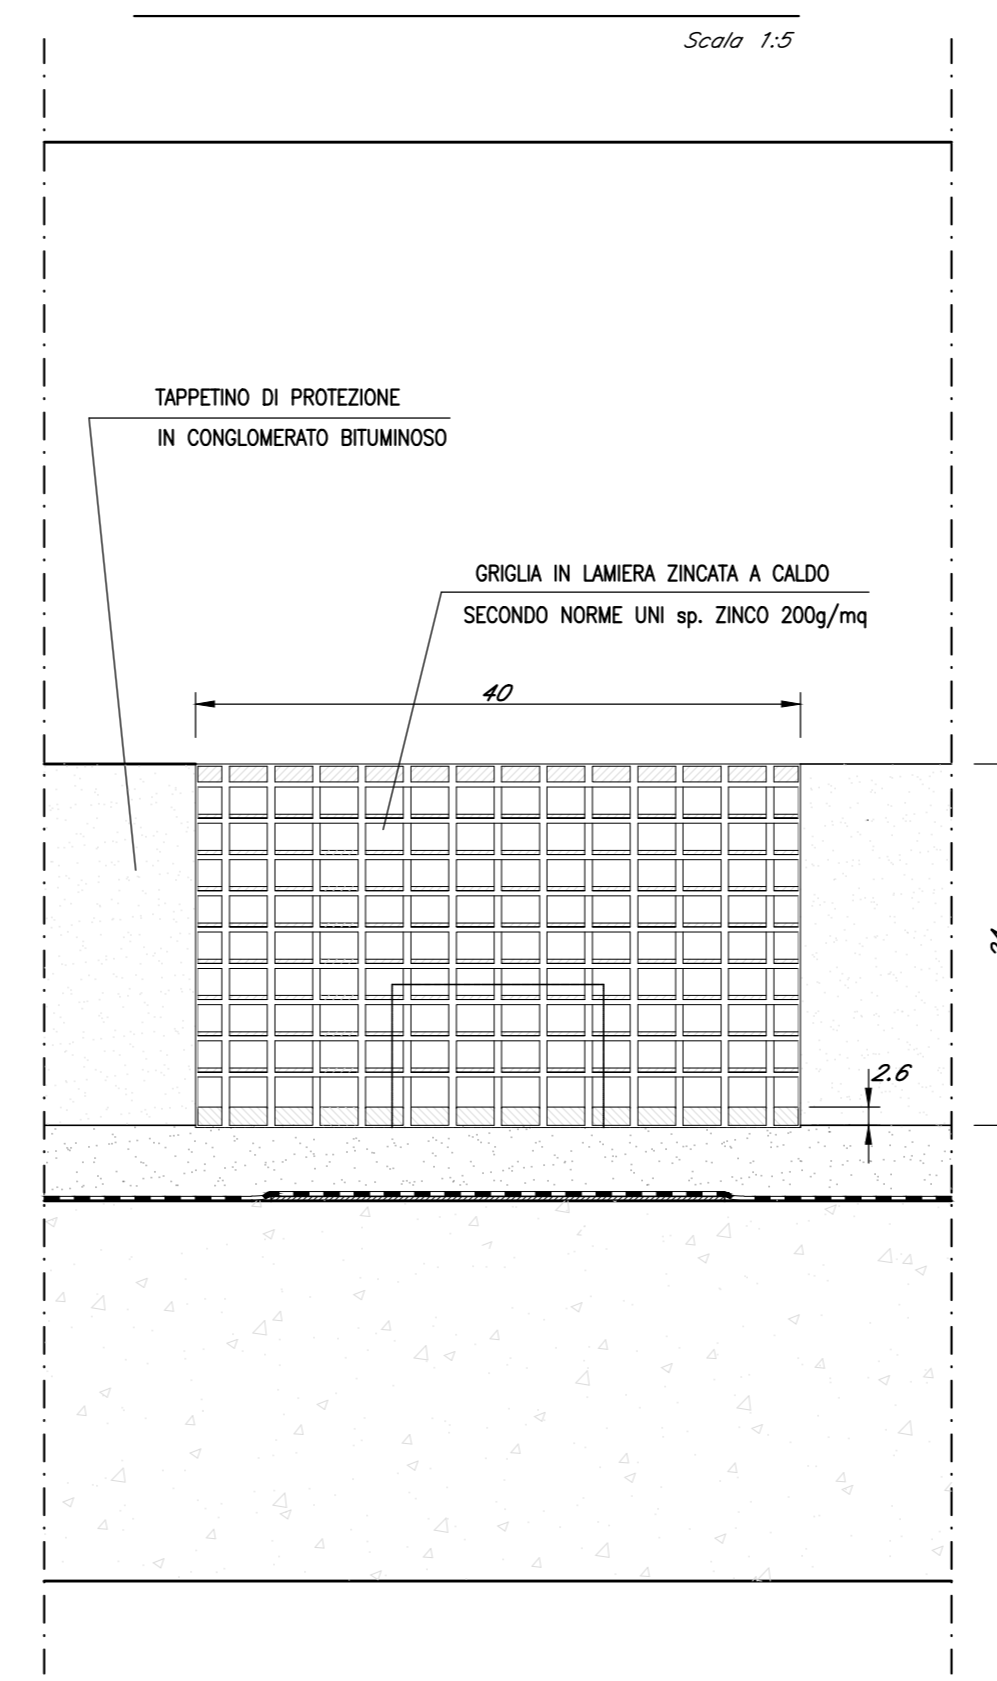 Scala 1:5
TAPPETINO DI PROTEZIONE
IN CONGLOMERATO BITUMINOSO
GRIGLIA IN LAMIERA ZINCATA A CALDO
SECONDO NORME UNI sp. ZINCO 200g/mq
40
2.6